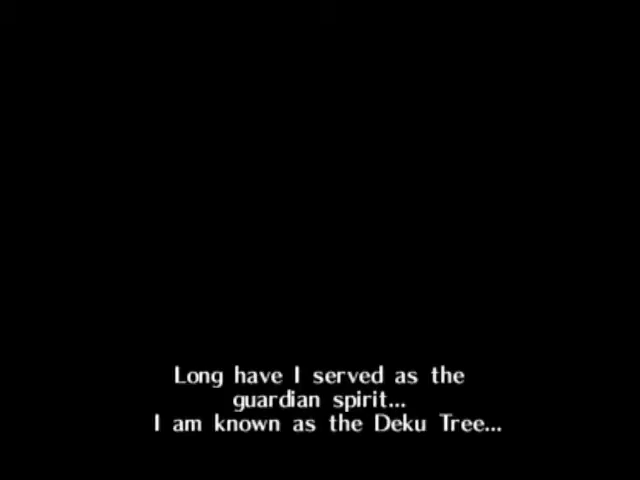 Long have I served as the
guardian spirit...
I am known as the Deku Tree...